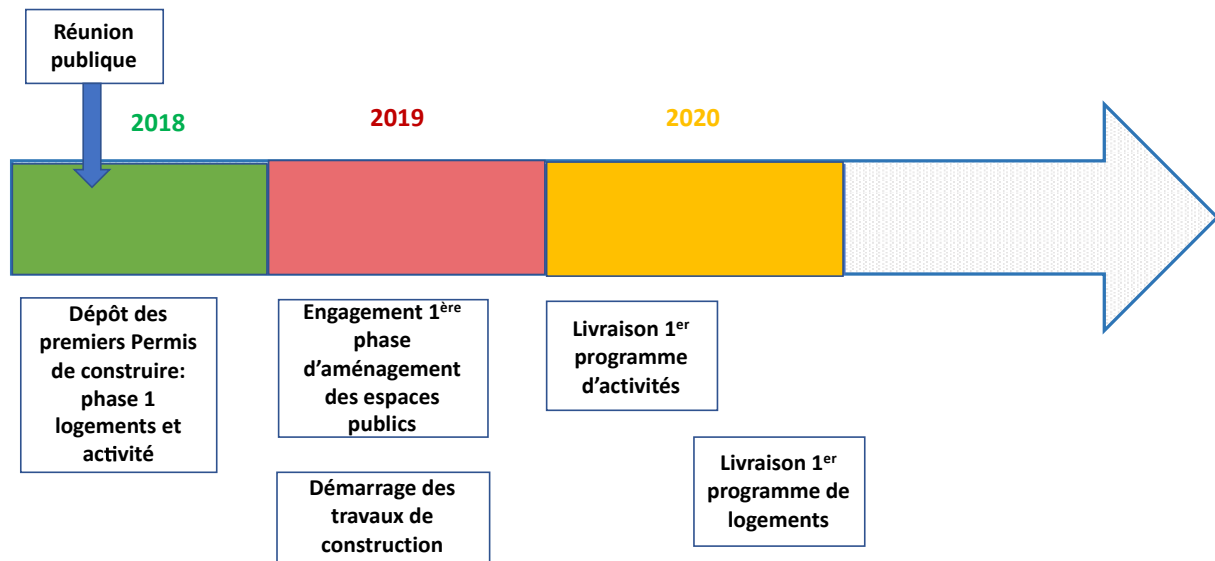 Réunion
publique
2018
2019
2020
Dépôt des
premiers Permis
de construire:
phase 1
logements et
activité
Engagement 1ère
phase
d’aménagement
des espaces
publics
Démarrage des
travaux de
construction
Livraison 1er
programme
d’activités
Livraison 1er
programme de
logements